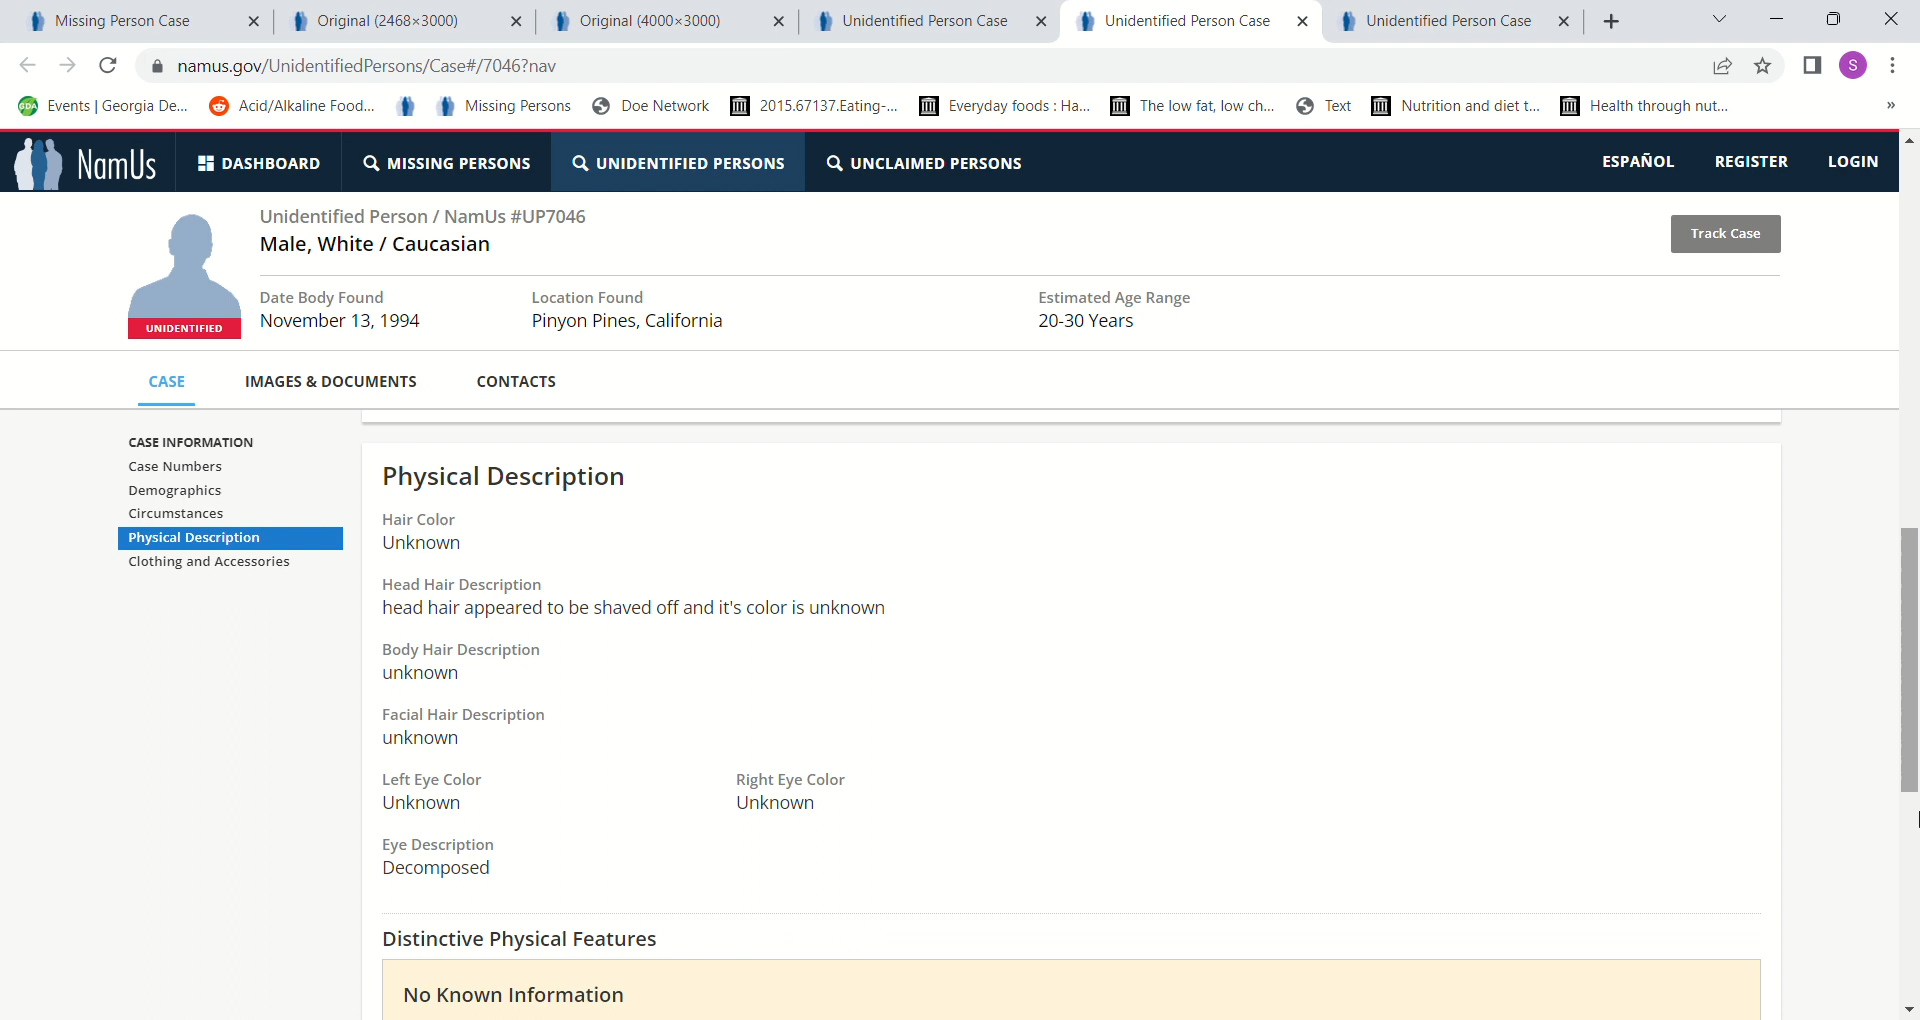 Missing Person Case
Original (2468×3000)
Original (4000×3000)
Unidentified Person Case
Unidentified Person Case
Unidentified Person Case
namus.gov/UnidentifiedPersons/Case#/7046?nav
S
GDA
Events | Georgia De...
Acid/Alkaline Food...
Missing Persons
Doe Network
2015.67137.Eating-...
Everyday foods : Ha...
The low fat, low ch...
Text
Nutrition and diet t...
Health through nut...
»
NamUs
DASHBOARD
MISSING PERSONS
UNIDENTIFIED PERSONS
UNCLAIMED PERSONS
ESPAÑOL
REGISTER
LOGIN
Unidentified Person / NamUs #UP7046
Male, White / Caucasian
Track Case
UNIDENTIFIED
Date Body Found
November 13, 1994
Location Found
Pinyon Pines, California
Estimated Age Range
20-30 Years
CASE
IMAGES & DOCUMENTS
CONTACTS
CASE INFORMATION
Case Numbers
Demographics
Circumstances
Physical Description
Clothing and Accessories
Physical Description
Hair Color
Unknown
Head Hair Description
head hair appeared to be shaved off and it's color is unknown
Body Hair Description
unknown
Facial Hair Description
unknown
Left Eye Color
Unknown
Right Eye Color
Unknown
Eye Description
Decomposed
Distinctive Physical Features
No Known Information